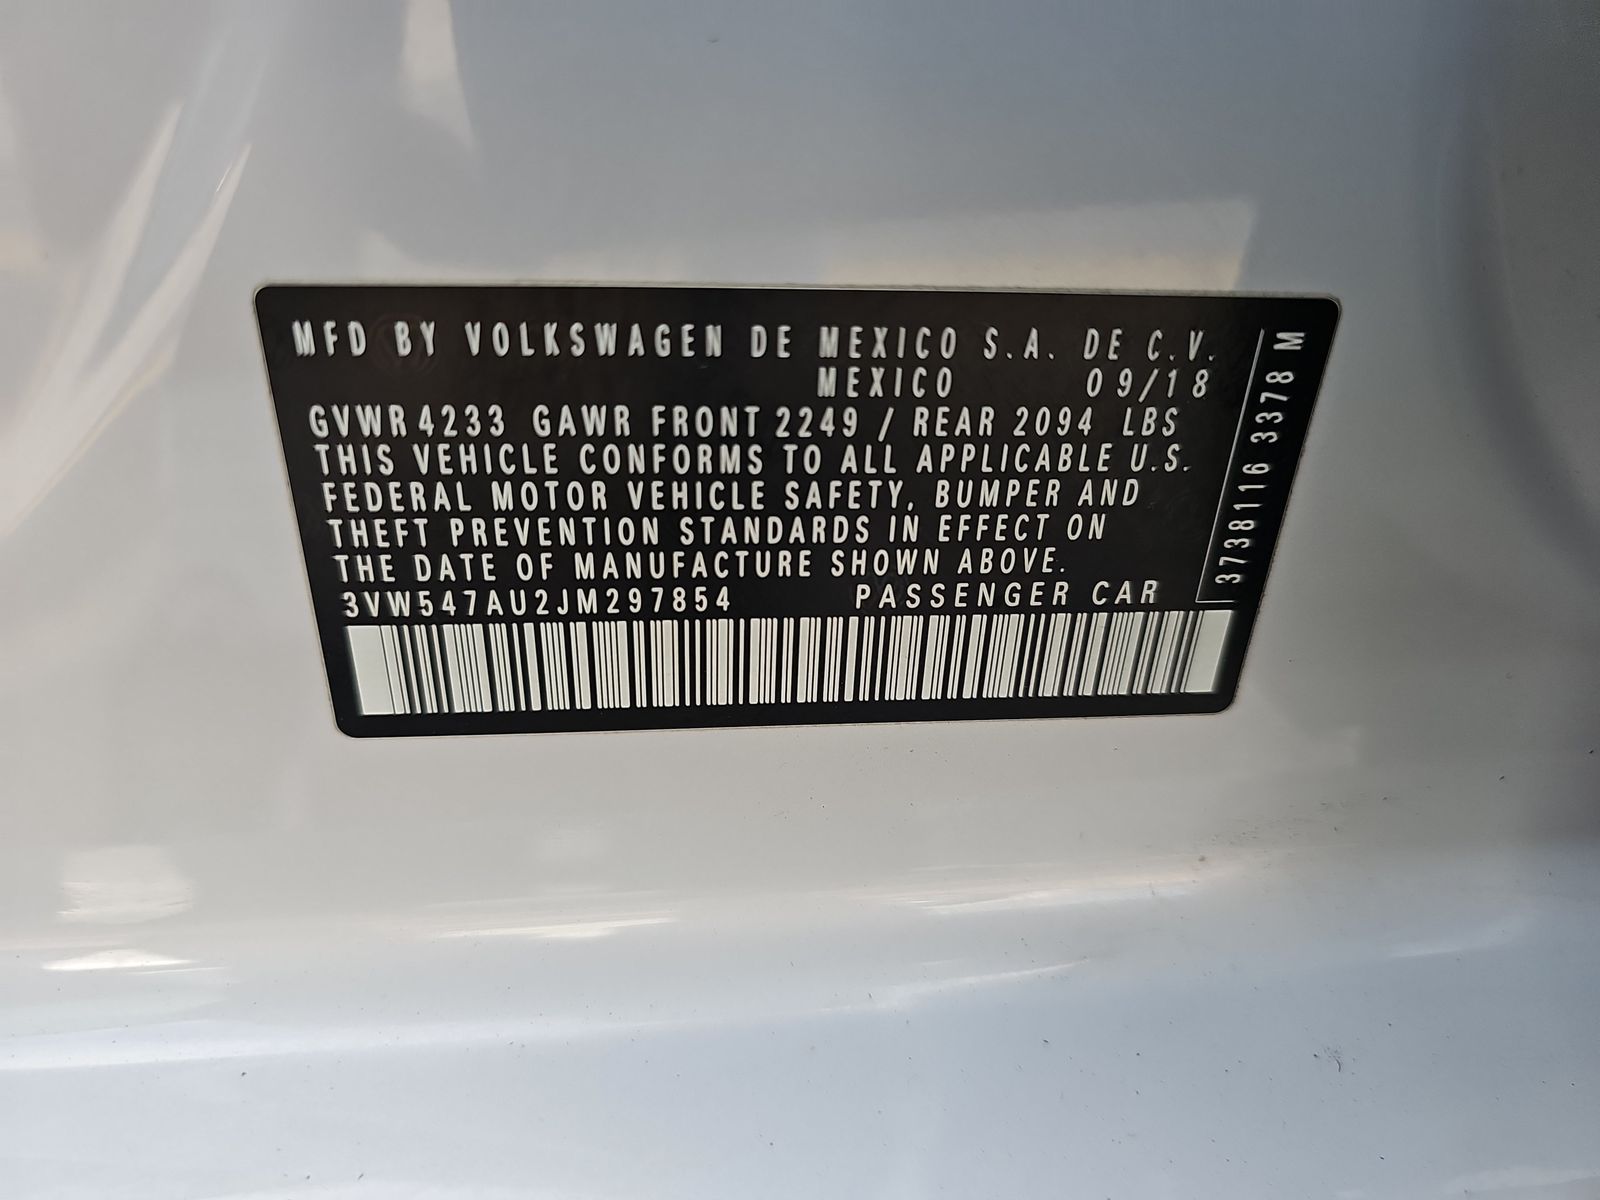 MFD BY VOLKSWAGEN DE MEXICO S.A. DE C.V.
MEXICO 09/18
GVWR 4233 GAWR FRONT 2249 / REAR 2094 LBS
THIS VEHICLE CONFORMS TO ALL APPLICABLE U.S.
FEDERAL MOTOR VEHICLE SAFETY, BUMPER AND
THEFT PREVENTION STANDARDS IN EFFECT ON
THE DATE OF MANUFACTURE SHOWN ABOVE.
3VW547AU2JM297854 PASSENGER CAR
3738116 3378 M